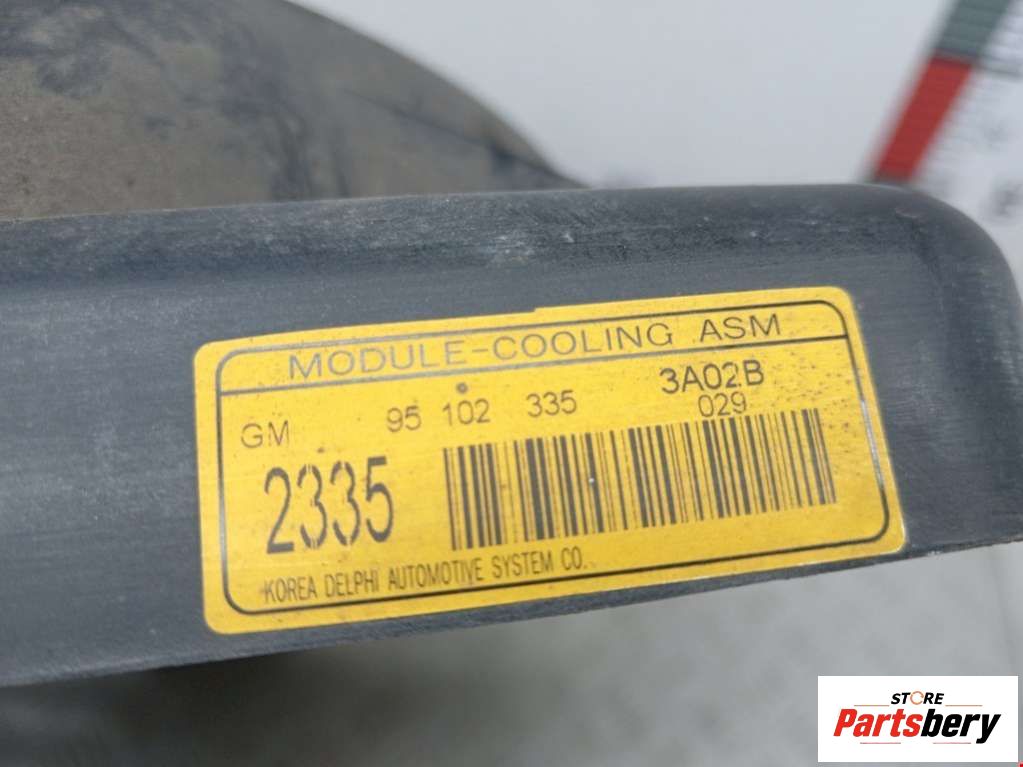 MODULE-COOLING ASM
GM 95 102 335 3A02B
029
2335
KOREA DELPHI AUTOMOTIVE SYSTEM CO.
STORE
Partsbery